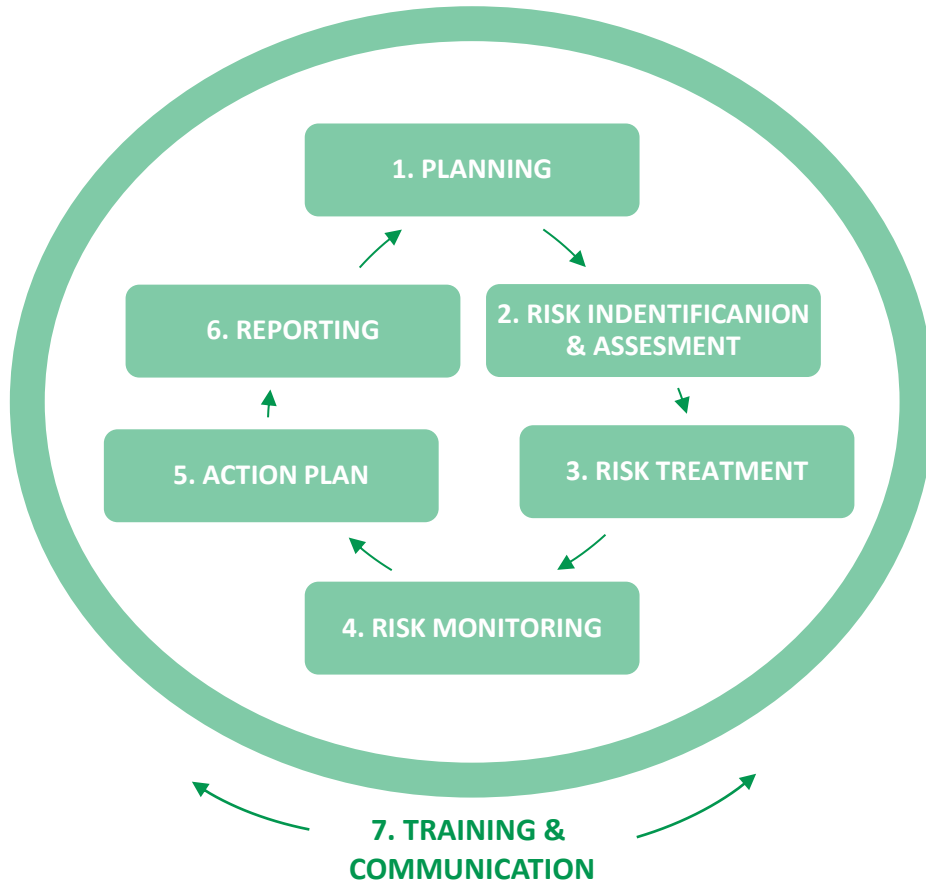 1. PLANNING
2. RISK INDENTIFICANION
& ASSESMENT
3. RISK TREATMENT
4. RISK MONITORING
5. ACTION PLAN
6. REPORTING
7. TRAINING &
COMMUNICATION